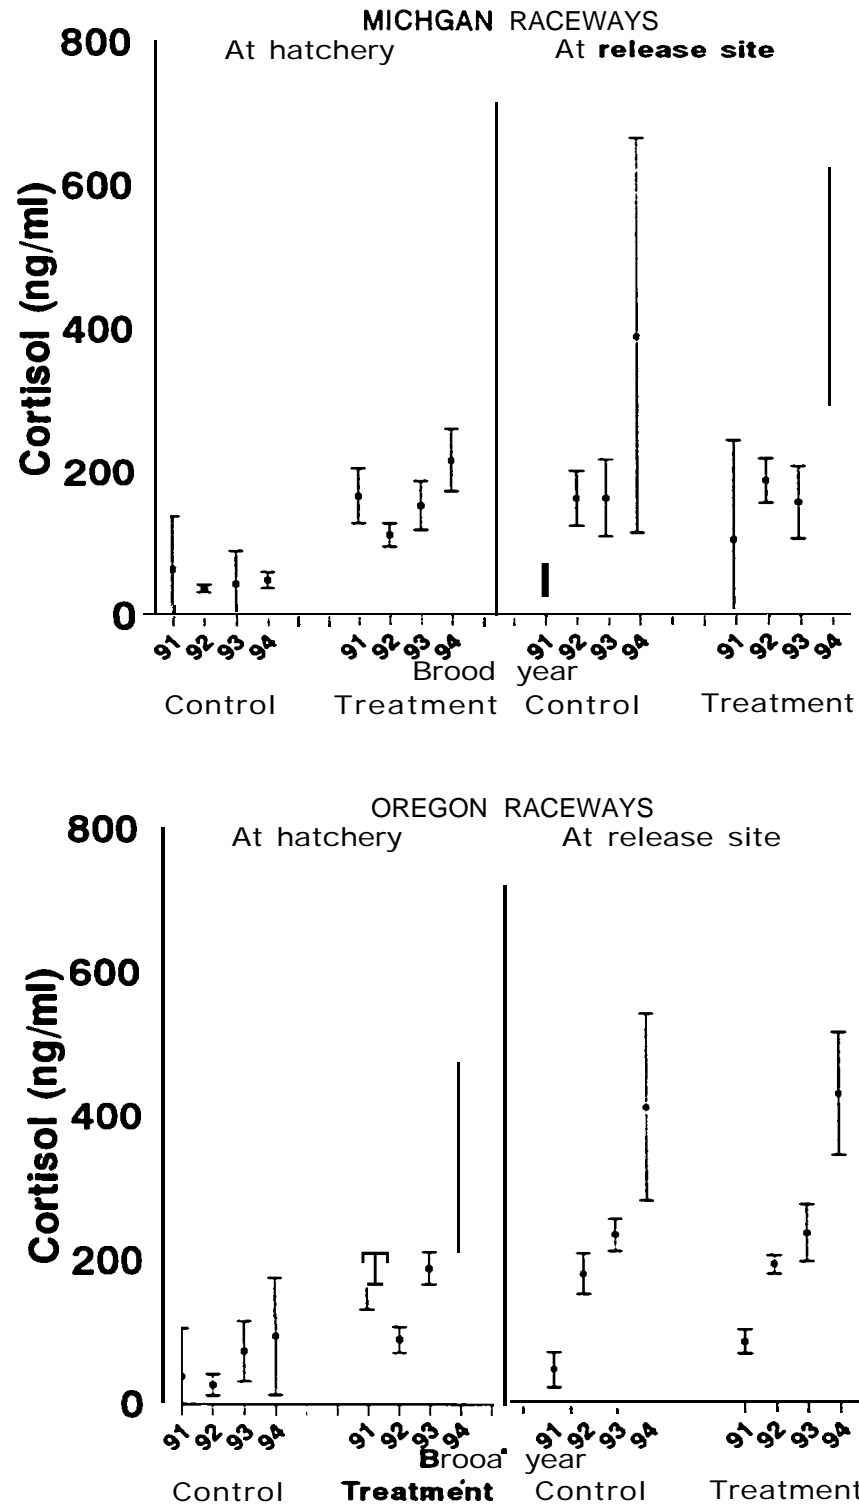 MICHGAN RACEWAYS
At hatchery At release site
800
600
400
200
0
Cortisol (ng/ml)
91 92 93 94 91 92 93 94 91 92 93 94 91 92 93 94
Brood year
Control Treatment Control Treatment
OREGON RACEWAYS
At hatchery At release site
800
600
400
200
0
Cortisol (ng/ml)
91 92 93 94 91 92 93 94 91 92 93 94 91 92 93 94
Brooa year
Control Treatment Control Treatment